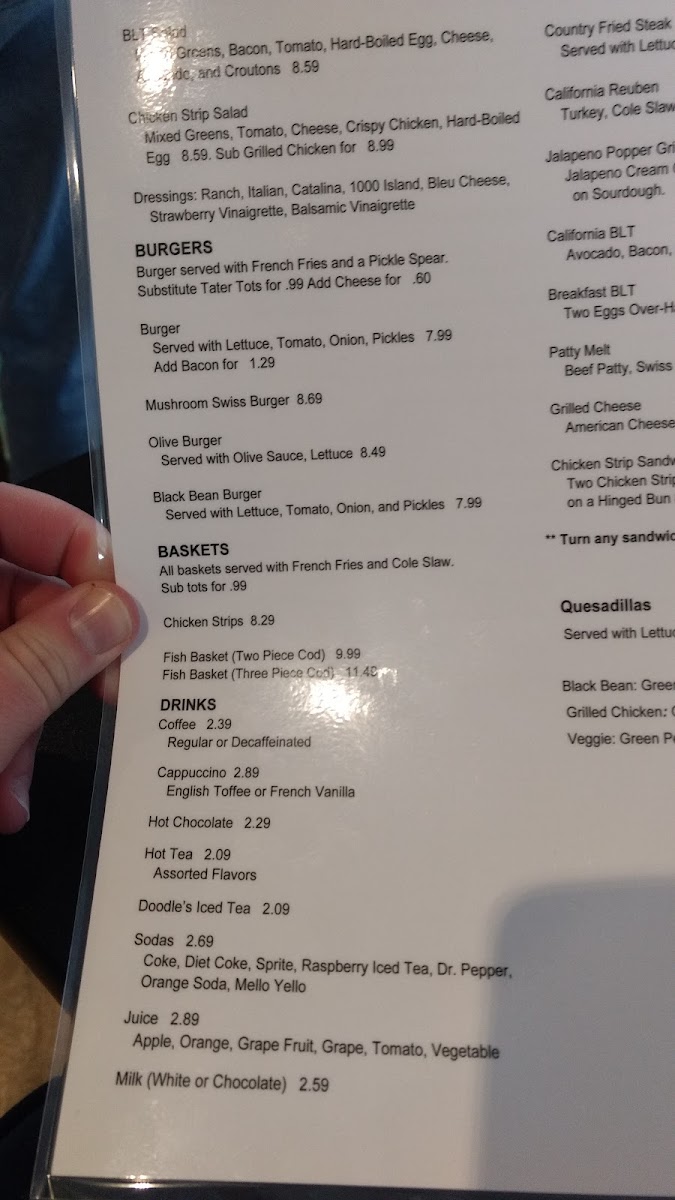 BLT Salad
Greens, Bacon, Tomato, Hard-Boiled Egg, Cheese,
and Croutons 8.59
Chicken Strip Salad
Mixed Greens, Tomato, Cheese, Crispy Chicken, Hard-Boiled
Egg 8.59. Sub Grilled Chicken for 8.99
Dressings: Ranch, Italian, Catalina, 1000 Island, Bleu Cheese,
Strawberry Vinaigrette, Balsamic Vinaigrette
BURGERS
Burger served with French Fries and a Pickle Spear.
Substitute Tater Tots for .99 Add Cheese for .60
Burger
Served with Lettuce, Tomato, Onion, Pickles 7.99
Add Bacon for 1.29
Mushroom Swiss Burger 8.69
Olive Burger
Served with Olive Sauce, Lettuce 8.49
Black Bean Burger
Served with Lettuce, Tomato, Onion, and Pickles 7.99
BASKETS
All baskets served with French Fries and Cole Slaw.
Sub tots for .99
Chicken Strips 8.29
Fish Basket (Two Piece Cod) 9.99
Fish Basket (Three Piece Cod)
DRINKS
Coffee 2.39
Regular or Decaffeinated
Cappuccino 2.89
English Toffee or French Vanilla
Hot Chocolate 2.29
Hot Tea 2.09
Assorted Flavors
Doodle's Iced Tea 2.09
Sodas 2.69
Coke, Diet Coke, Sprite, Raspberry Iced Tea, Dr. Pepper,
Orange Soda, Mello Yello
Juice 2.89
Apple, Orange, Grape Fruit, Grape, Tomato, Vegetable
Milk (White or Chocolate) 2.59
Country Fried Steak
Served with
California Reuben
Turkey, Cole Slaw
Jalapeno Popper
Jalapeno Cream
on Sourdough.
California BLT
Avocado, Bacon,
Breakfast BLT
Two Eggs
Patty Melt
Beef Patty, Swiss
Grilled Cheese
American Cheese
Chicken Strip
Two Chicken
on a Hinged Bun
** Turn any
Quesadillas
Served with
Black Bean:
Grilled Chicken:
Veggie: Green